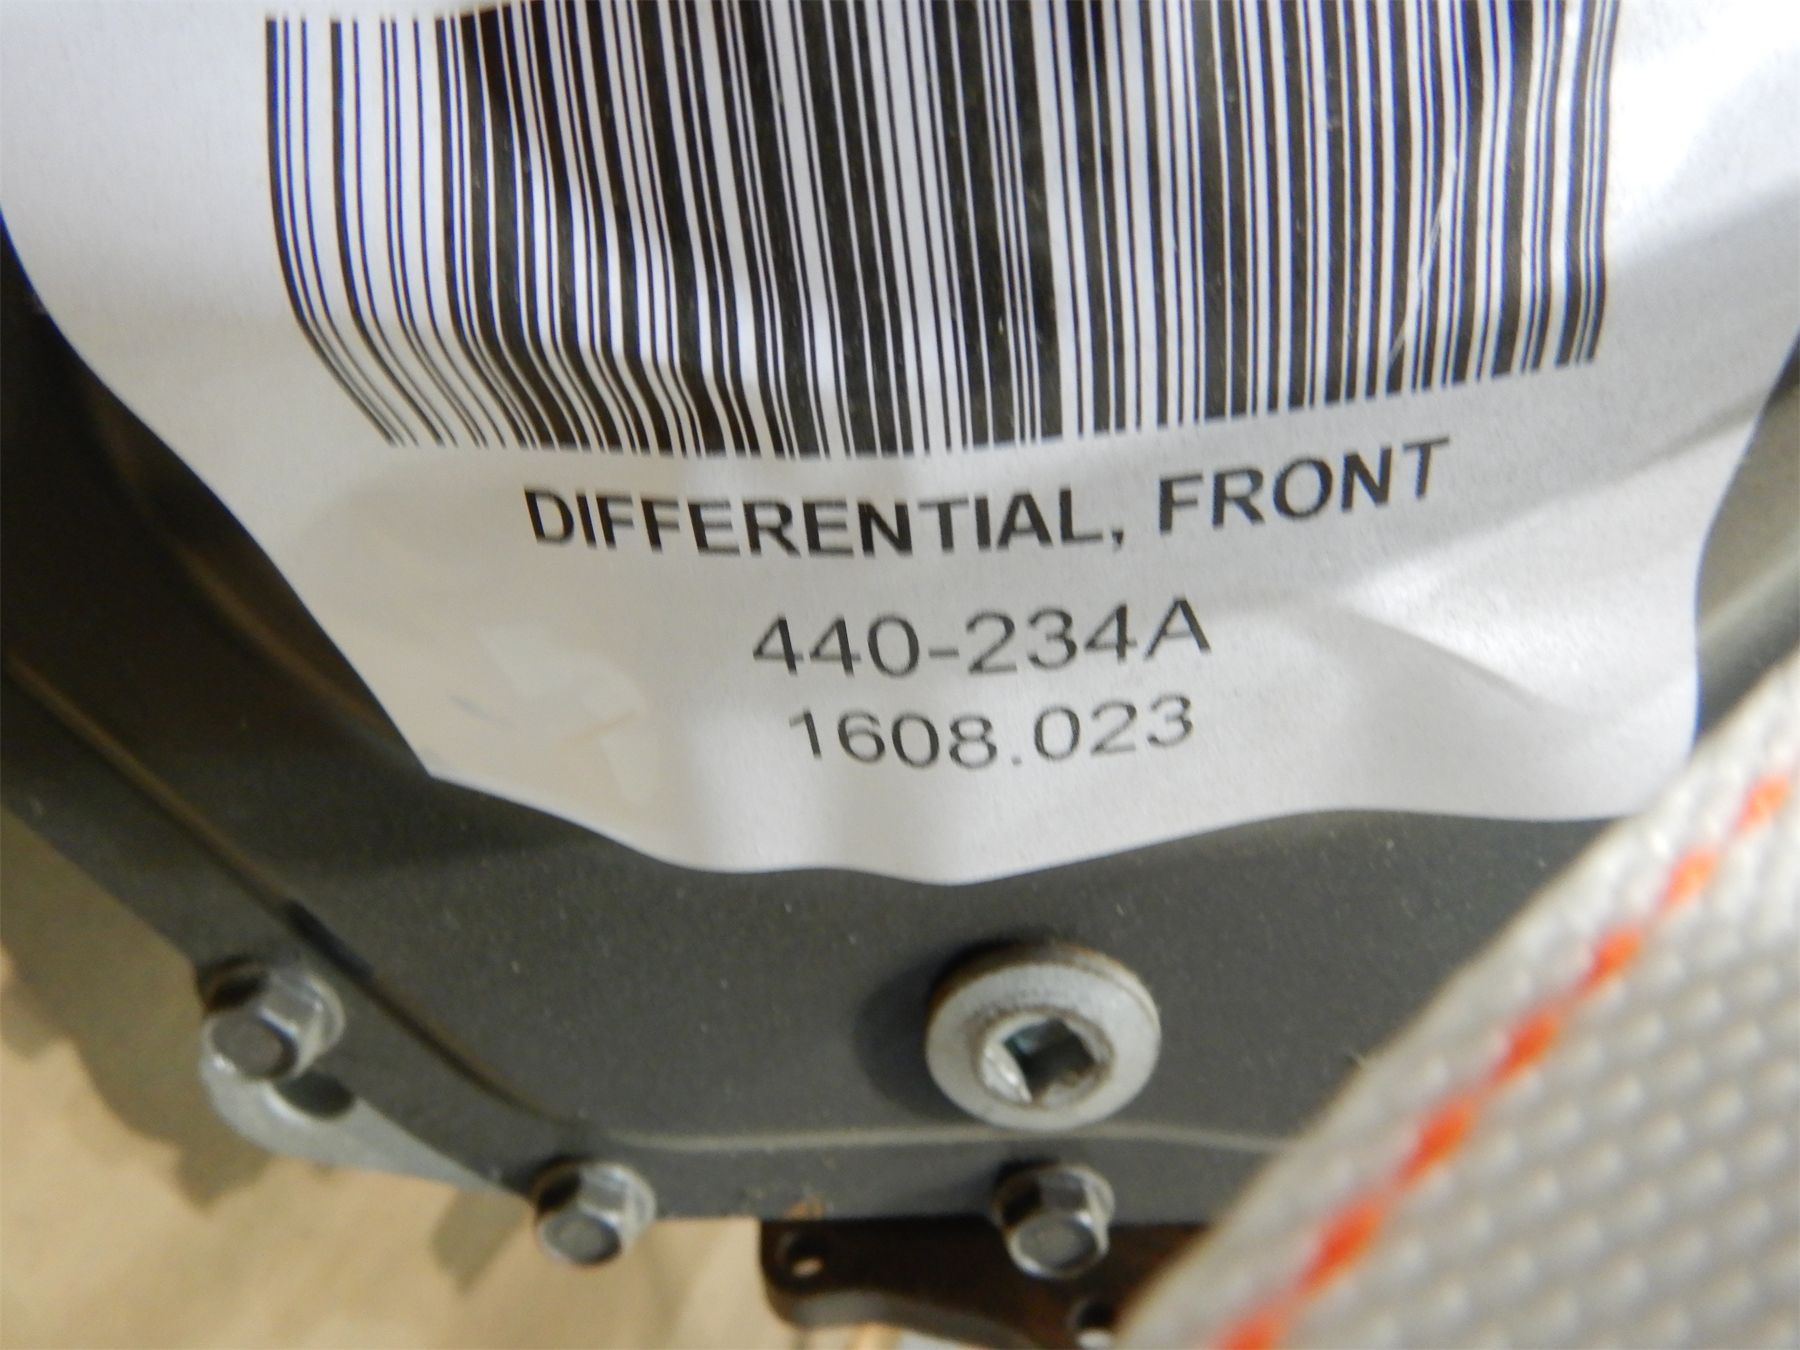 DIFFERENTIAL, FRONT
440-234A
1608.023